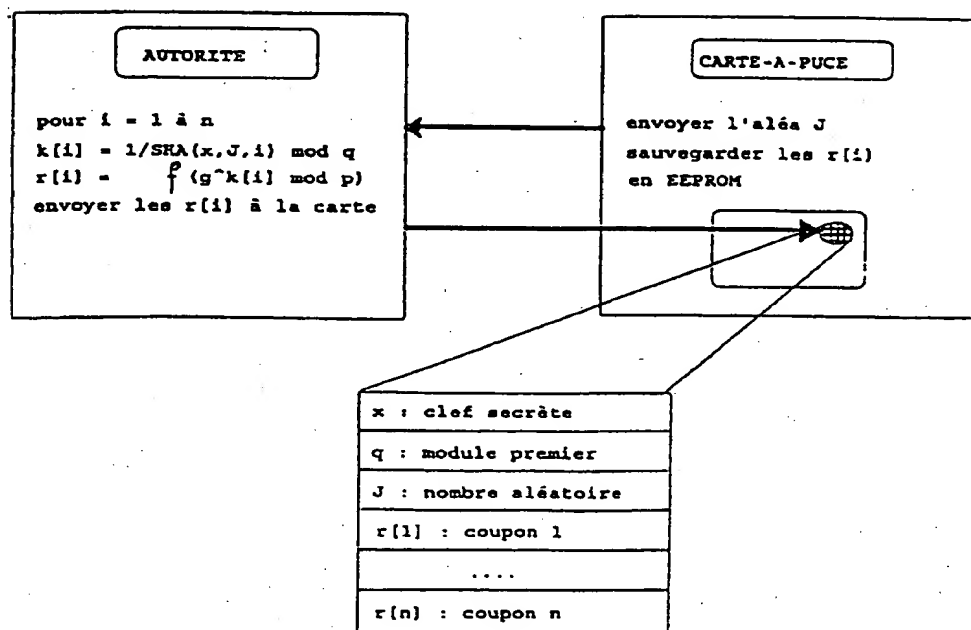 AUTORITE
pour i = 1 à n
k[i] = 1/SHA(x,J,i) mod q
r[i] = f (g^k[i] mod p)
envoyer les r[i] à la carte
CARTE-A-PUCE
envoyer l'aléa J
sauvegarder les r[i]
en EEPROM
x : clef secrète
q : module premier
J : nombre aléatoire
r[1] : coupon 1
....
r[n] : coupon n